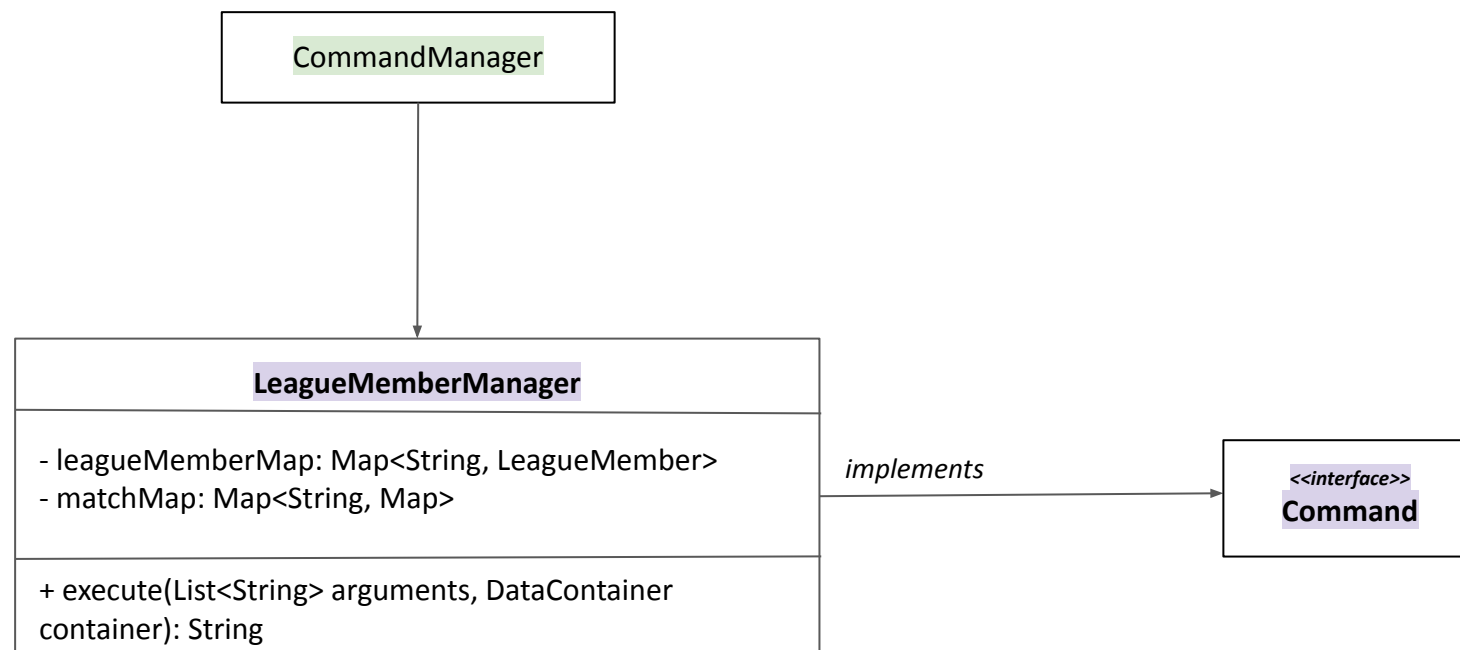 CommandManager
LeagueMemberManager
- leagueMemberMap: Map<String, LeagueMember>
- matchMap: Map<String, Map>
implements
<<interface>>
Command
+ execute(List<String> arguments, DataContainer
container): String